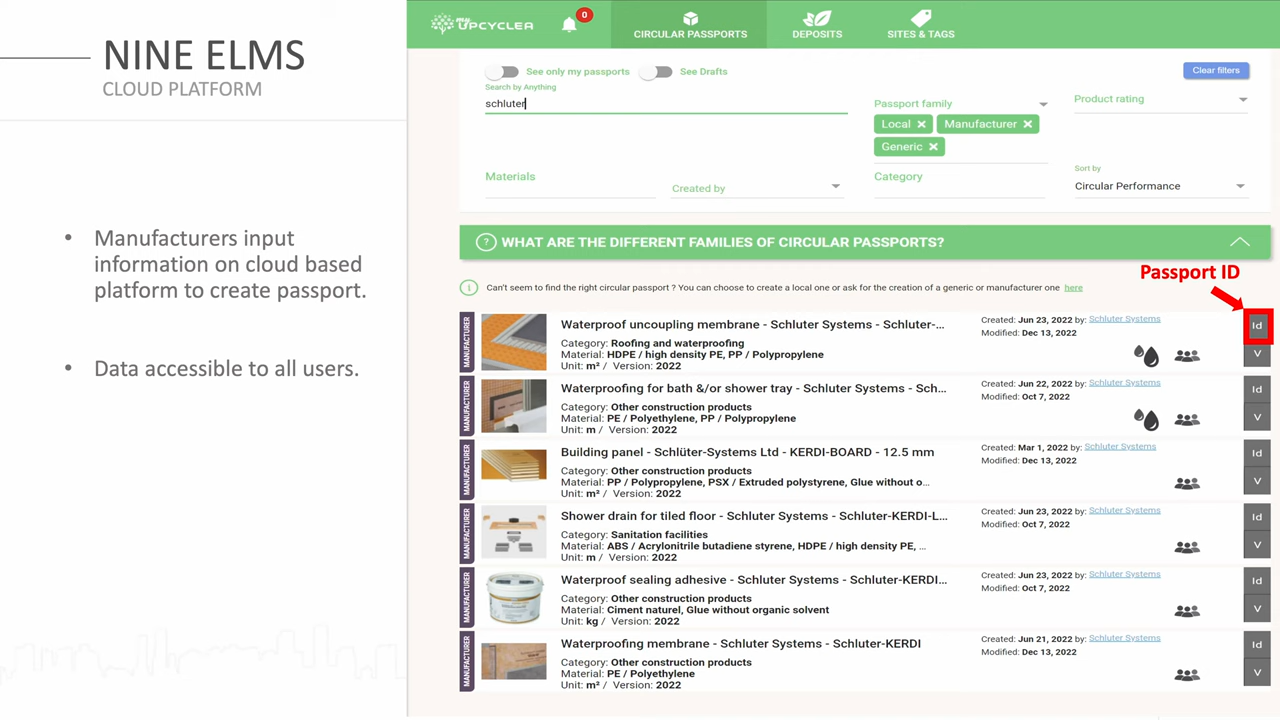 NINE ELMS
CLOUD PLATFORM
• Manufacturers input
information on cloud based
platform to create passport.
• Data accessible to all users.
my UPCYCLEA
0
CIRCULAR PASSPORTS
DEPOSITS
SITES & TAGS
See only my passports
See Drafts
Clear filters
Search by Anything
schluter
Passport family
Local ×
Manufacturer ×
Generic ×
Product rating
Materials
Created by
Category
Sort by
Circular Performance
? WHAT ARE THE DIFFERENT FAMILIES OF CIRCULAR PASSPORTS?
Passport ID
i Can't seem to find the right circular passport ? You can choose to create a local one or ask for the creation of a generic or manufacturer one here
MANUFACTURER
Waterproof uncoupling membrane - Schluter Systems - Schluter-...
Category: Roofing and waterproofing
Material: HDPE / high density PE, PP / Polypropylene
Unit: m² / Version: 2022
Created: Jun 23, 2022 by: Schluter Systems
Modified: Dec 13, 2022
Id
V
MANUFACTURER
Waterproofing for bath &/or shower tray - Schluter Systems - Sch...
Category: Other construction products
Material: PE / Polyethylene, PP / Polypropylene
Unit: m / Version: 2022
Created: Jun 22, 2022 by: Schluter Systems
Modified: Oct 7, 2022
Id
V
MANUFACTURER
Building panel - Schlüter-Systems Ltd - KERDI-BOARD - 12.5 mm
Category: Other construction products
Material: PP / Polypropylene, PSX / Extruded polystyrene, Glue without o...
Unit: m² / Version: 2022
Created: Mar 1, 2022 by: Schluter Systems
Modified: Dec 13, 2022
Id
V
MANUFACTURER
Shower drain for tiled floor - Schluter Systems - Schluter-KERDI-L...
Category: Sanitation facilities
Material: ABS / Acrylonitrile butadiene styrene, HDPE / high density PE, ...
Unit: m / Version: 2022
Created: Jun 23, 2022 by: Schluter Systems
Modified: Oct 7, 2022
Id
V
MANUFACTURER
Waterproof sealing adhesive - Schluter Systems - Schluter-KERDI...
Category: Other construction products
Material: Ciment naturel, Glue without organic solvent
Unit: kg / Version: 2022
Created: Jun 23, 2022 by: Schluter Systems
Modified: Oct 7, 2022
Id
V
MANUFACTURER
Waterproofing membrane - Schluter Systems - Schluter-KERDI
Category: Other construction products
Material: PE / Polyethylene
Unit: m² / Version: 2022
Created: Jun 21, 2022 by: Schluter Systems
Modified: Dec 13, 2022
Id
V